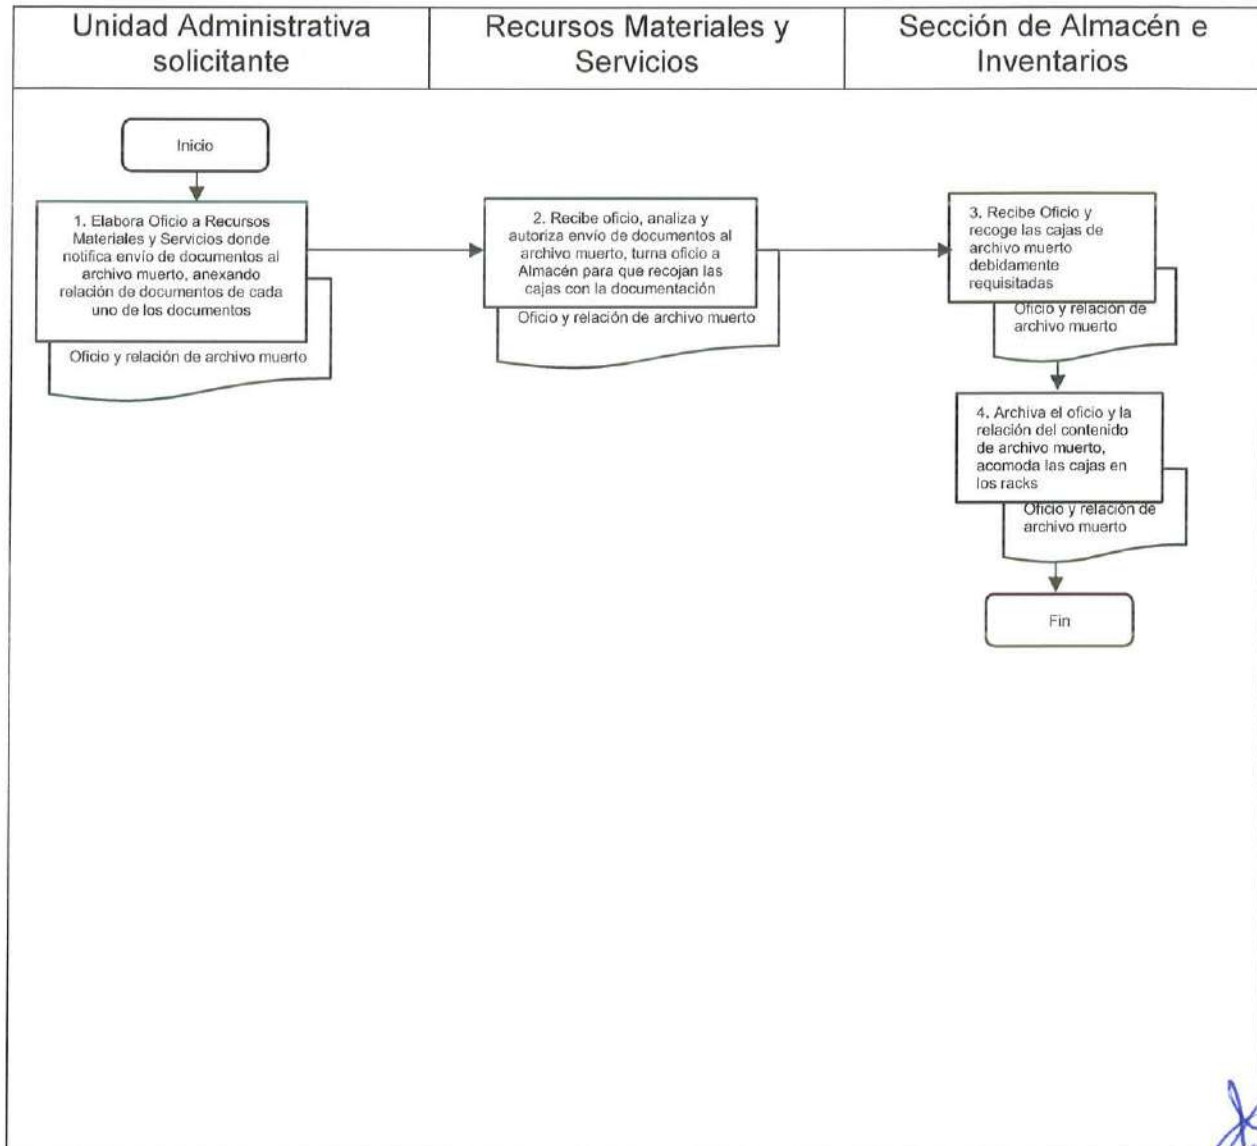 Unidad Administrativa
solicitante
Recursos Materiales y
Servicios
Sección de Almacén e
Inventarios
Inicio
1. Elabora Oficio a Recursos
Materiales y Servicios donde
notifica envío de documentos al
archivo muerto, anexando
relación de documentos de cada
uno de los documentos
Oficio y relación de archivo muerto
2. Recibe oficio, analiza y
autoriza envío de documentos al
archivo muerto, turna oficio a
Almacén para que recojan las
cajas con la documentación
Oficio y relación de archivo muerto
3. Recibe Oficio y
recoge las cajas de
archivo muerto
debidamente
requisitadas
Oficio y relación de
archivo muerto
4. Archiva el oficio y la
relación del contenido
de archivo muerto,
acomoda las cajas en
los racks
Oficio y relación de
archivo muerto
Fin